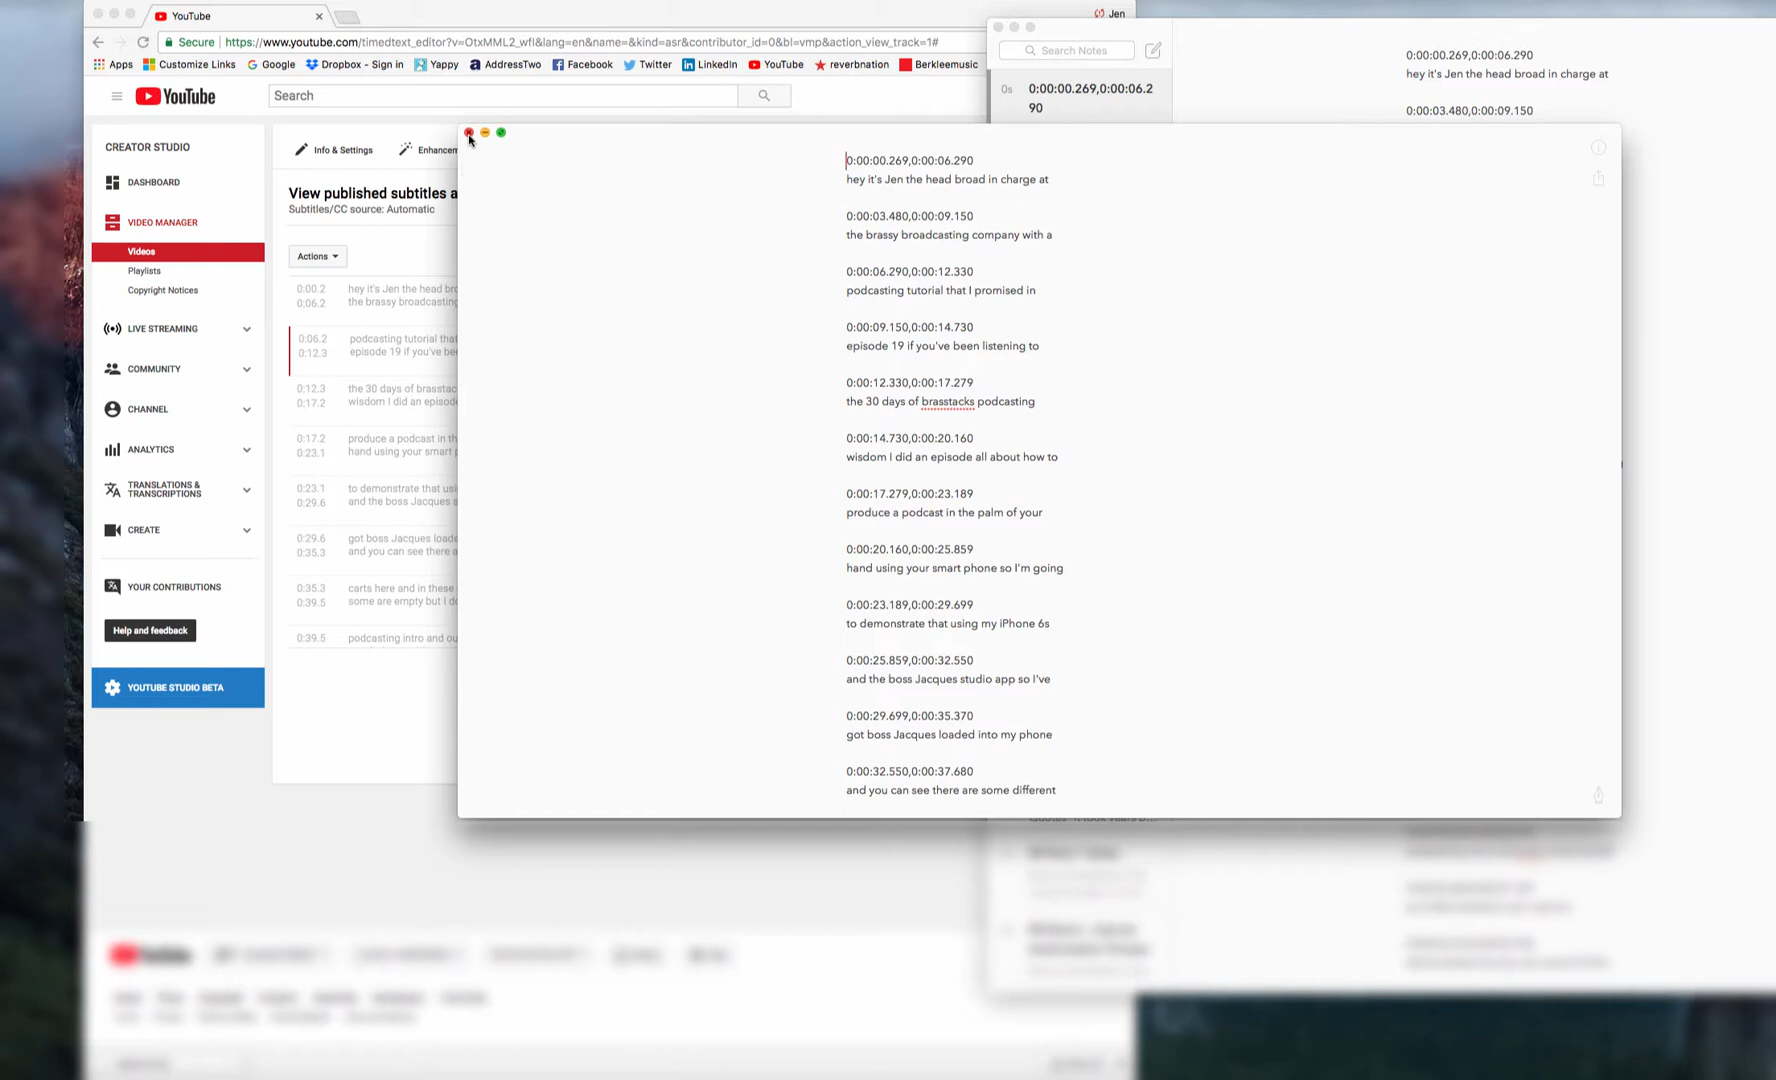 YouTube
Jen
Secure https://www.youtube.com/timedtext_editor?v=OtxMML2_wfI&lang=en&name=&kind=asr&contributor_id=0&bl=vmp&action_view_track=1#
Apps Customize Links Google Dropbox - Sign in Yappy AddressTwo Facebook Twitter LinkedIn YouTube reverbnation Berkleemusic
YouTube
Search
CREATOR STUDIO
DASHBOARD
VIDEO MANAGER
Videos
Playlists
Copyright Notices
LIVE STREAMING
COMMUNITY
CHANNEL
ANALYTICS
TRANSLATIONS &
TRANSCRIPTIONS
CREATE
YOUR CONTRIBUTIONS
Help and feedback
YOUTUBE STUDIO BETA
Info & Settings
Enhancem
View published subtitles a
Subtitles/CC source: Automatic
Actions
0:00.2 hey it's Jen the head bro
0:06.2 the brassy broadcasting
0:06.2 podcasting tutorial that
0:12.3 episode 19 if you've bee
0:12.3 the 30 days of brasstac
0:17.2 wisdom I did an episode
0:17.2 produce a podcast in th
0:23.1 hand using your smart p
0:23.1 to demonstrate that usi
0:29.6 and the boss Jacques s
0:29.6 got boss Jacques loade
0:35.3 and you can see there a
0:35.3 carts here and in these
0:39.5 some are empty but I do
0:39.5 podcasting intro and ou
0:00:00.269,0:00:06.290
hey it's Jen the head broad in charge at
0:00:03.480,0:00:09.150
the brassy broadcasting company with a
0:00:06.290,0:00:12.330
podcasting tutorial that I promised in
0:00:09.150,0:00:14.730
episode 19 if you've been listening to
0:00:12.330,0:00:17.279
the 30 days of brasstacks podcasting
0:00:14.730,0:00:20.160
wisdom I did an episode all about how to
0:00:17.279,0:00:23.189
produce a podcast in the palm of your
0:00:20.160,0:00:25.859
hand using your smart phone so I'm going
0:00:23.189,0:00:29.699
to demonstrate that using my iPhone 6s
0:00:25.859,0:00:32.550
and the boss Jacques studio app so I've
0:00:29.699,0:00:35.370
got boss Jacques loaded into my phone
0:00:32.550,0:00:37.680
and you can see there are some different
Search Notes
0s 0:00:00.269,0:00:06.2
90
0:00:00.269,0:00:06.290
hey it's Jen the head broad in charge at
0:00:03.480,0:00:09.150